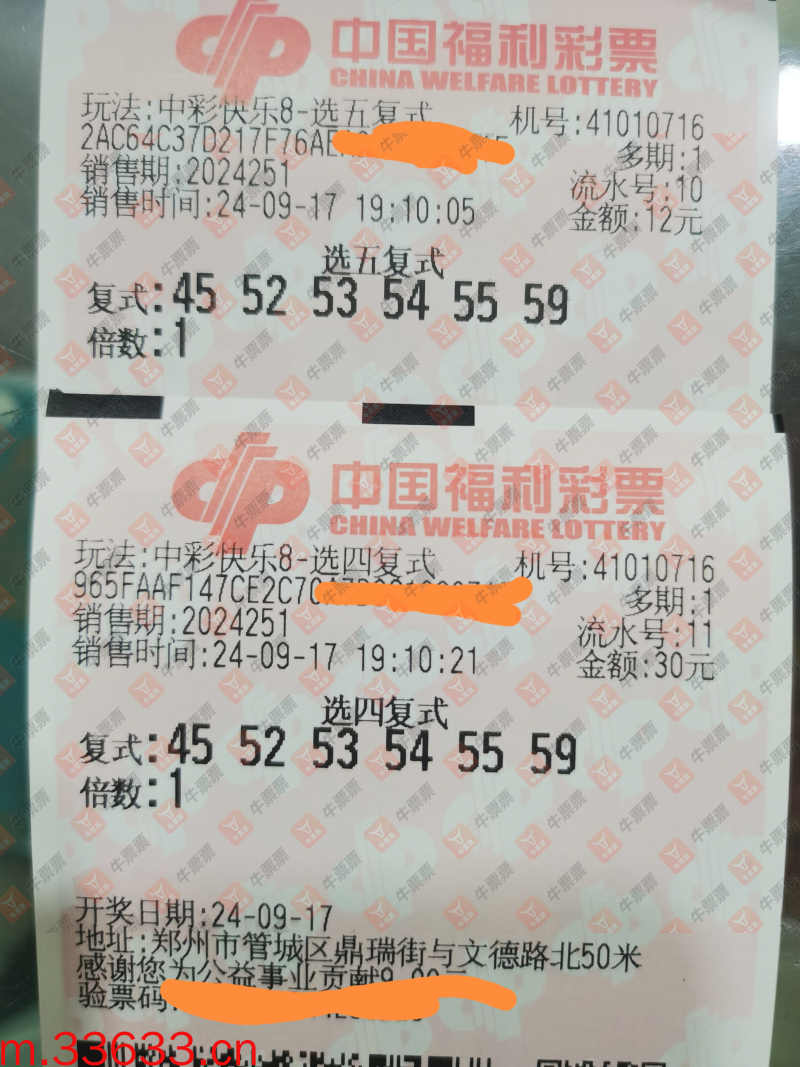 中国福利彩票
CHINA WELFARE LOTTERY
玩法:中彩快乐8-选五复式 机号:41010716
2AC64C37D217F76AE
多期:1
销售期:2024251 流水号:10
销售时间:24-09-17 19:10:05 金额:12元
选五复式
复式:45 52 53 54 55 59
倍数:1
中国福利彩票
CHINA WELFARE LOTTERY
玩法:中彩快乐8-选四复式 机号:41010716
965FAAF147CE2C70
多期:1
销售期:2024251 流水号:11
销售时间:24-09-17 19:10:21 金额:30元
选四复式
复式:45 52 53 54 55 59
倍数:1
开奖日期:24-09-17
地址:郑州市管城区鼎瑞街与文德路北50米
感谢您为公益事业贡献9
验票码
m.33633.cn
牛票票